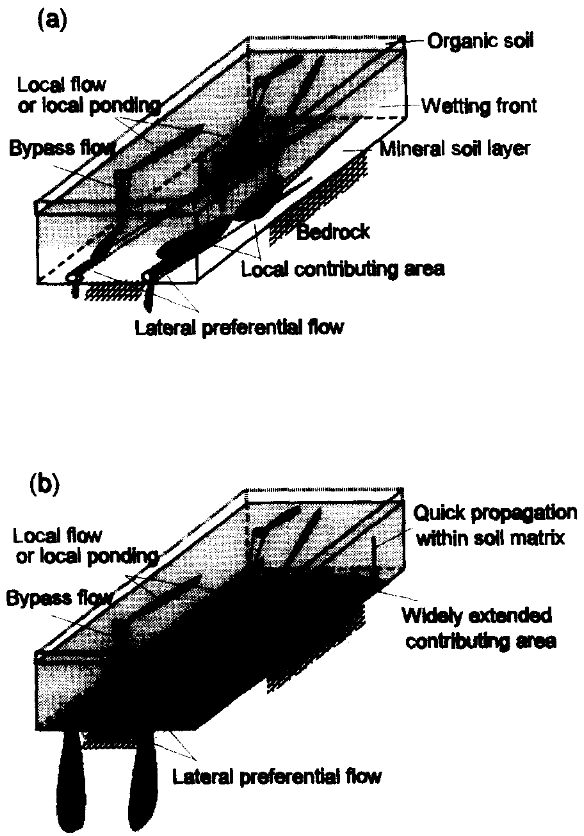 (a)
Organic soil
Local flow
or local ponding
Wetting front
Bypass flow
Mineral soil layer
Bedrock
Local contributing area
Lateral preferential flow
(b)
Quick propagation
within soil matrix
Local flow
or local ponding
Bypass flow
Widely extended
contributing area
Lateral preferential flow